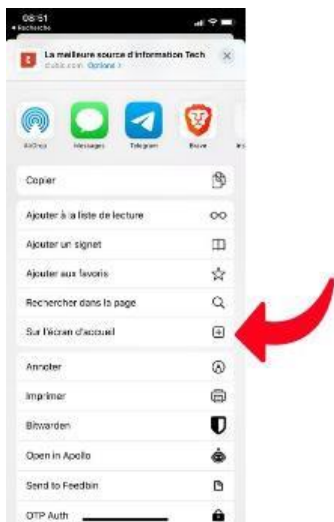 08:51
Recherche
La meilleure source d'information Tech
clubic.com Options >
AirDrop
Messages
Telegram
Brave
Copier
Ajouter à la liste de lecture
Ajouter un signet
Ajouter aux favoris
Rechercher dans la page
Sur l'écran d'accueil
Annoter
Imprimer
Bitwarden
Open in Apollo
Send to Feedbin
OTP Auth